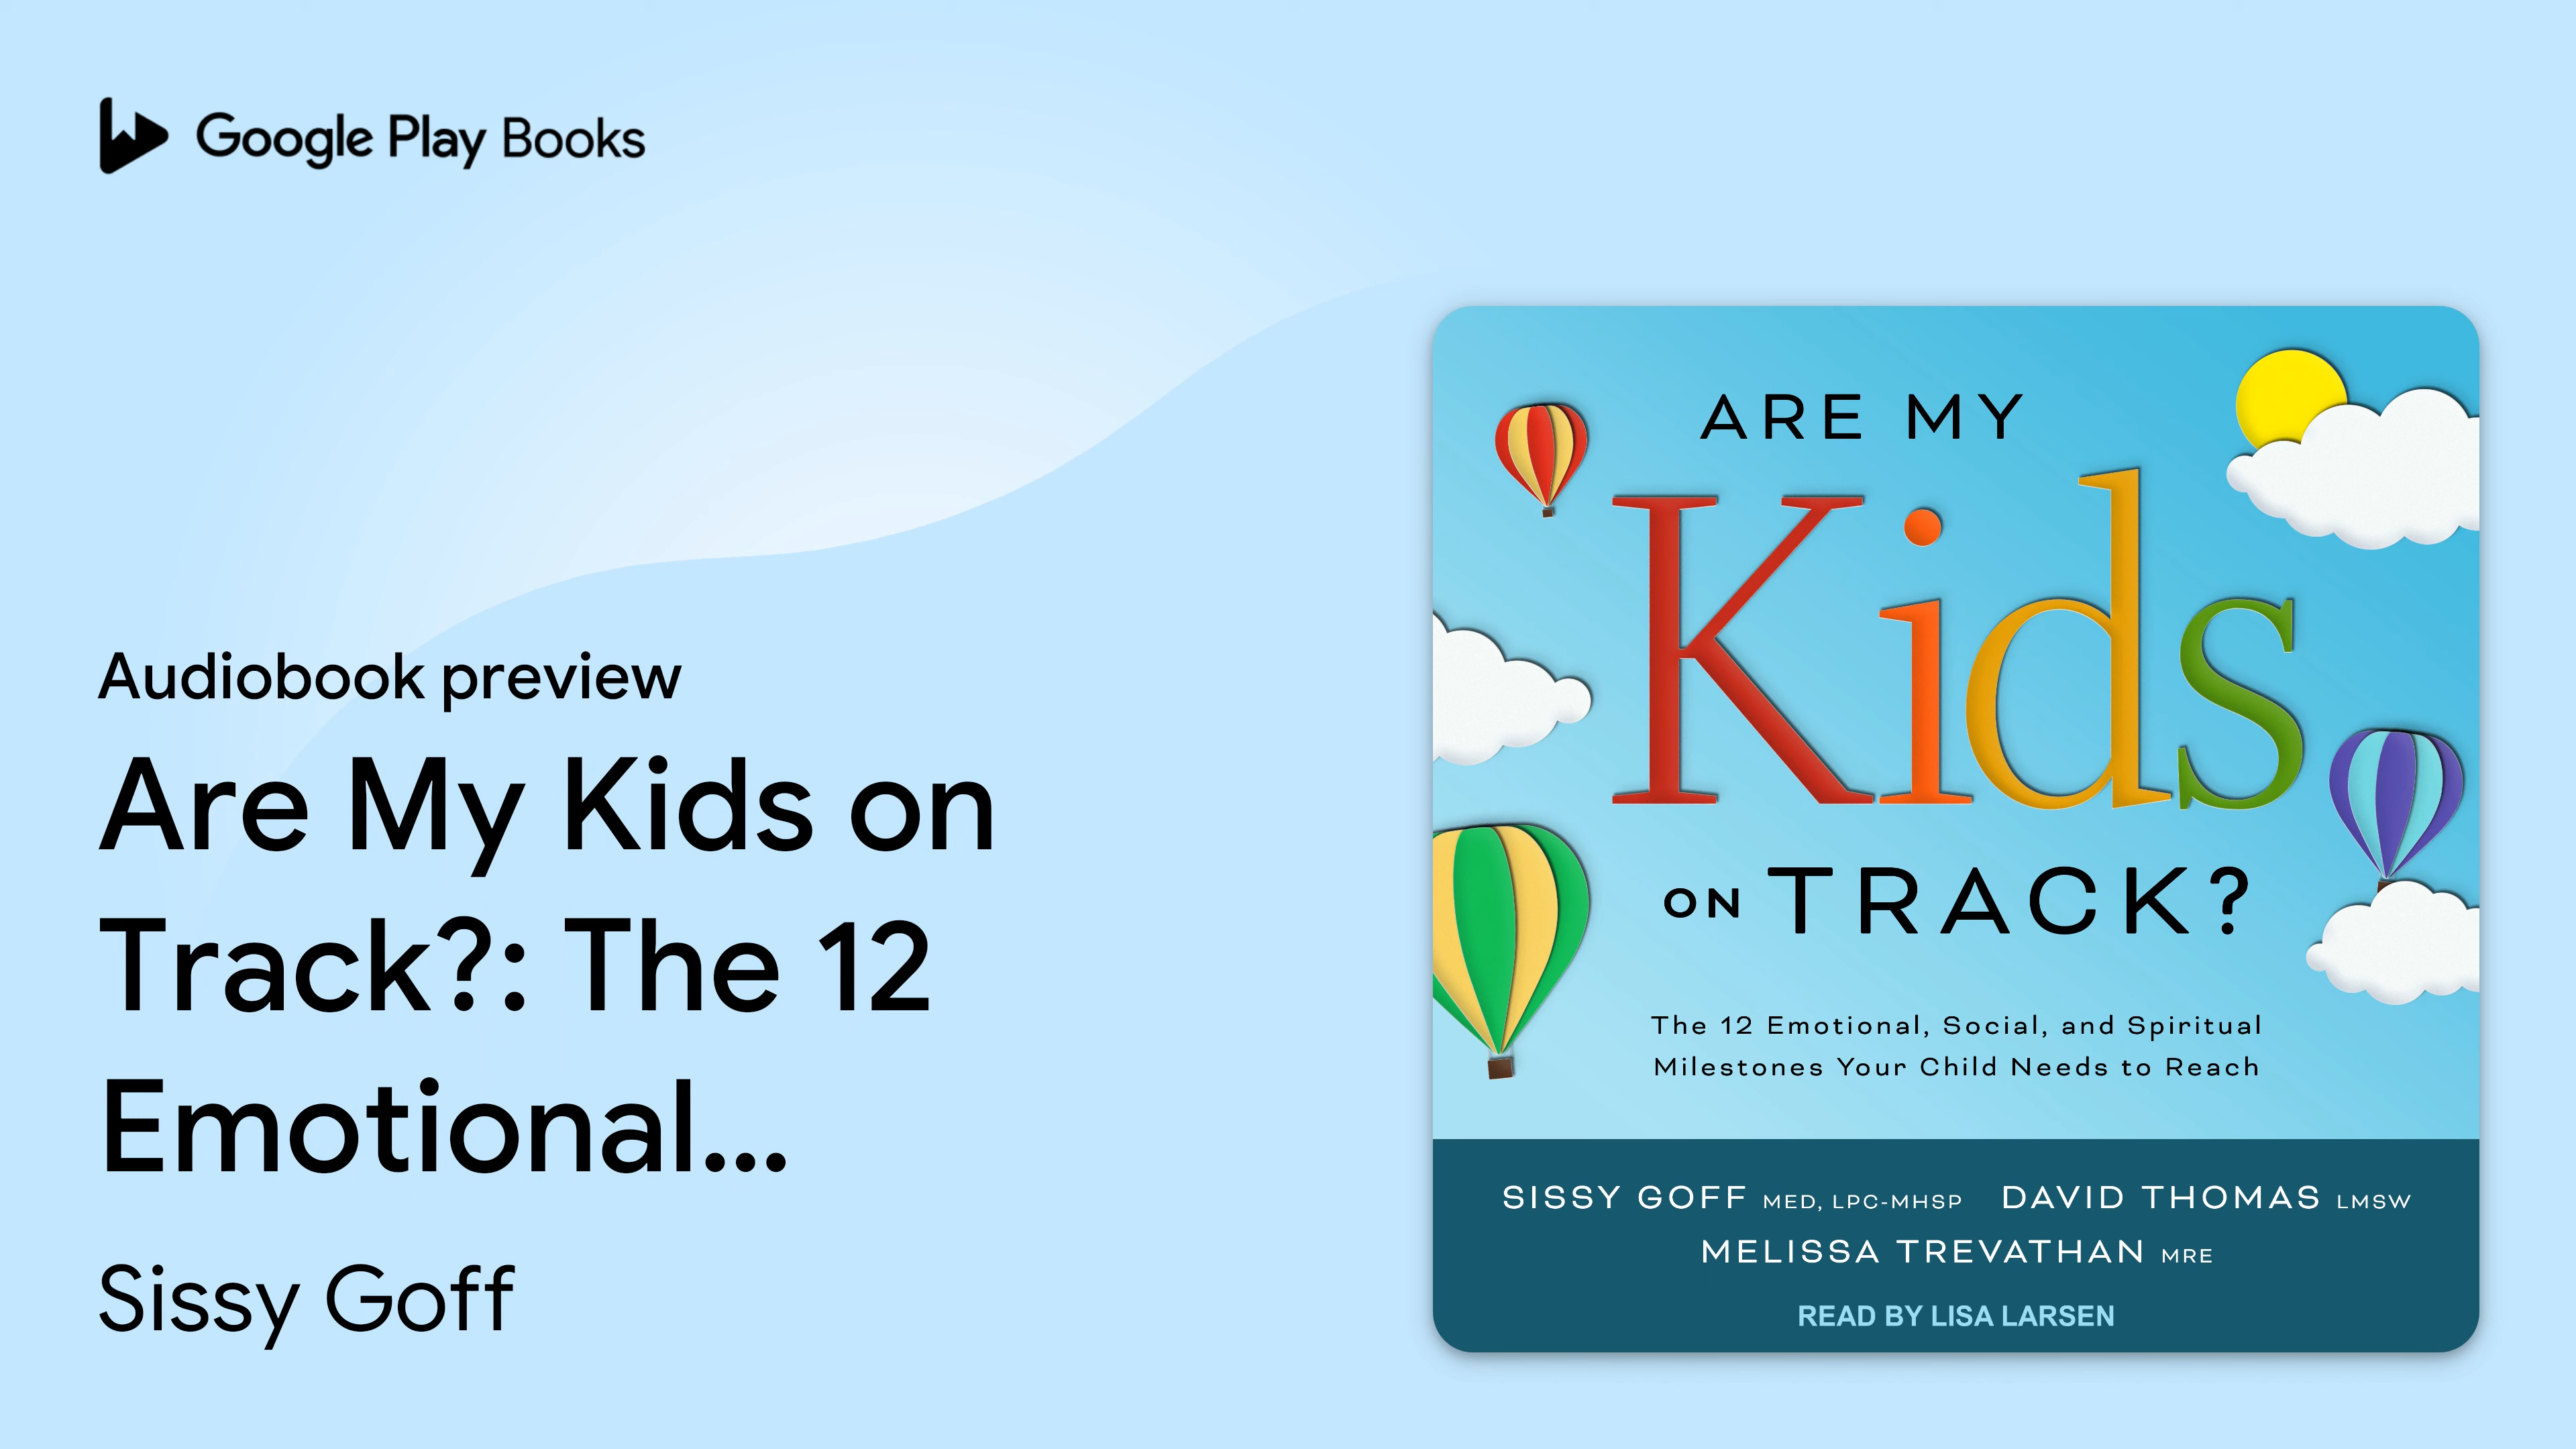 Google Play Books
Audiobook preview
Are My Kids on
Track?: The 12
Emotional...
Sissy Goff
ARE MY
Kids
ON TRACK?
The 12 Emotional, Social, and Spiritual
Milestones Your Child Needs to Reach
SISSY GOFF MED, LPC-MHSP DAVID THOMAS LMSW
MELISSA TREVATHAN MRE
READ BY LISA LARSEN